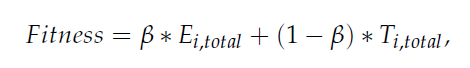 Fitness = β * E_{i,total} + (1 − β) * T_{i,total},